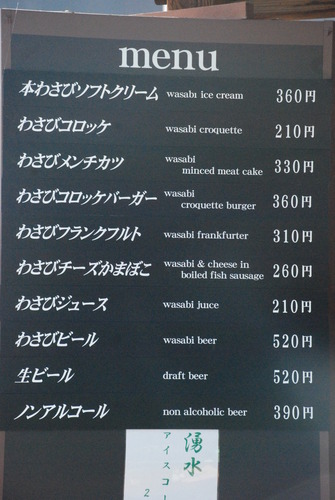 menu
本わさびソフトクリーム wasabi ice cream 360円
わさびコロッケ wasabi croquette 210円
わさびメンチカツ wasabi minced meat cake 330円
わさびコロッケバーガー wasabi croquette burger 360円
わさびフランクフルト wasabi frankfurter 310円
わさびチーズかまぼこ wasabi & cheese in boiled fish sausage 260円
わさびジュース wasabi juice 210円
わさびビール wasabi beer 520円
生ビール draft beer 520円
ノンアルコール non alcoholic beer 390円
湧水
アイスコー
2